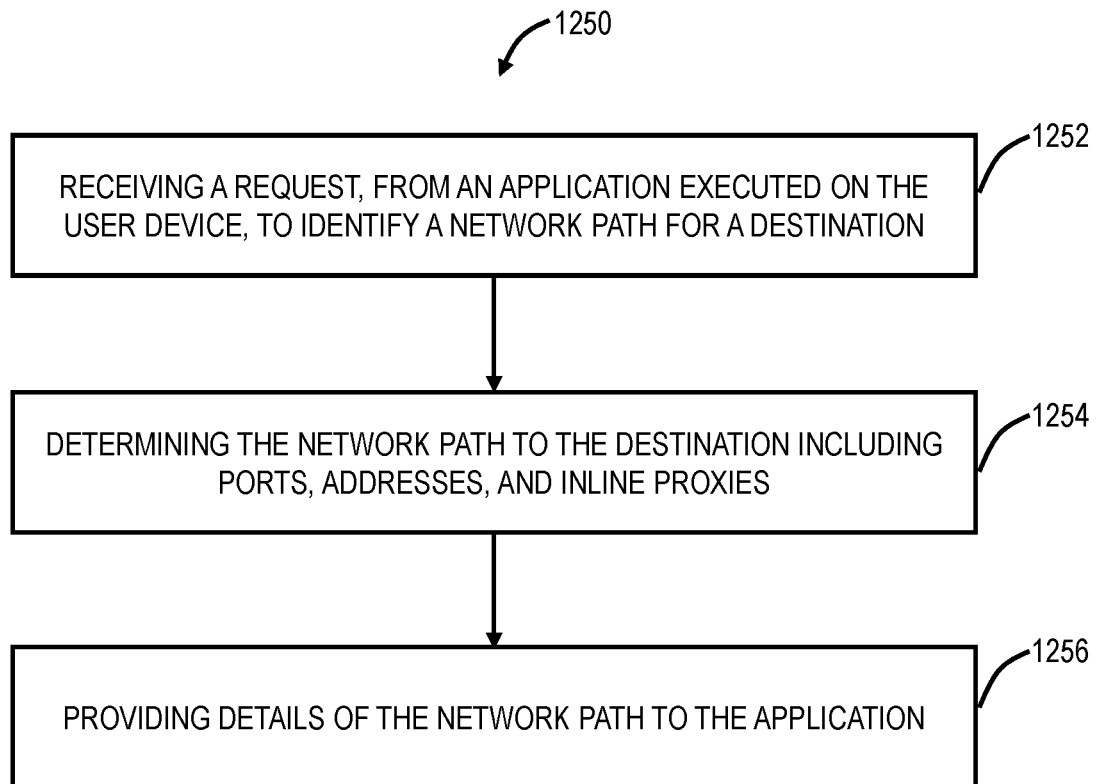 1250
1252
RECEIVING A REQUEST, FROM AN APPLICATION EXECUTED ON THE
USER DEVICE, TO IDENTIFY A NETWORK PATH FOR A DESTINATION
1254
DETERMINING THE NETWORK PATH TO THE DESTINATION INCLUDING
PORTS, ADDRESSES, AND INLINE PROXIES
1256
PROVIDING DETAILS OF THE NETWORK PATH TO THE APPLICATION